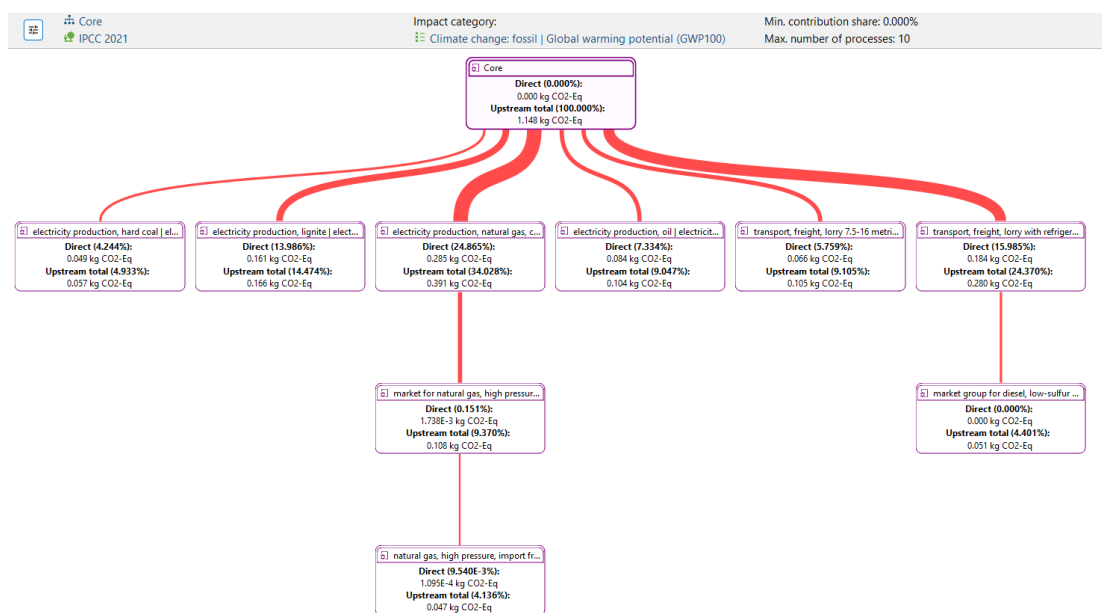 Core
IPCC 2021
Impact category:
Climate change: fossil | Global warming potential (GWP100)
Min. contribution share: 0.000%
Max. number of processes: 10
Core
Direct (0.000%):
0.000 kg CO2-Eq
Upstream total (100.000%):
1.148 kg CO2-Eq
electricity production, hard coal | el...
Direct (4.244%):
0.049 kg CO2-Eq
Upstream total (4.933%):
0.057 kg CO2-Eq
electricity production, lignite | elect...
Direct (13.986%):
0.161 kg CO2-Eq
Upstream total (14.474%):
0.166 kg CO2-Eq
electricity production, natural gas, c...
Direct (24.865%):
0.285 kg CO2-Eq
Upstream total (34.028%):
0.391 kg CO2-Eq
electricity production, oil | electricit...
Direct (7.334%):
0.084 kg CO2-Eq
Upstream total (9.047%):
0.104 kg CO2-Eq
transport, freight, lorry 7.5-16 metri...
Direct (5.759%):
0.066 kg CO2-Eq
Upstream total (9.105%):
0.105 kg CO2-Eq
transport, freight, lorry with refriger...
Direct (15.985%):
0.184 kg CO2-Eq
Upstream total (24.370%):
0.280 kg CO2-Eq
market for natural gas, high pressur...
Direct (0.151%):
1.738E-3 kg CO2-Eq
Upstream total (9.370%):
0.108 kg CO2-Eq
market group for diesel, low-sulfur ...
Direct (0.000%):
0.000 kg CO2-Eq
Upstream total (4.401%):
0.051 kg CO2-Eq
natural gas, high pressure, import fr...
Direct (9.540E-3%):
1.095E-4 kg CO2-Eq
Upstream total (4.136%):
0.047 kg CO2-Eq